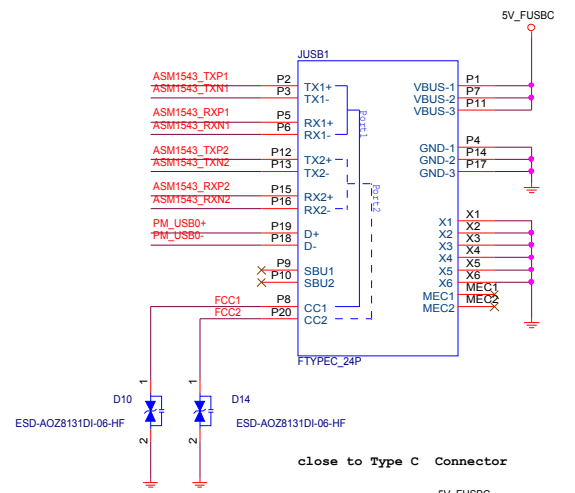 5V_FUSBC
JUSB1
ASM1543_TXP1 P2 TX1+ VBUS-1 P1
ASM1543_TXN1 P3 TX1- VBUS-2 P7
VBUS-3 P11
ASM1543_RXP1 P5 RX1+
ASM1543_RXN1 P6 RX1-
Port1
GND-1 P4
ASM1543_TXP2 P12 TX2+ GND-2 P14
ASM1543_TXN2 P13 TX2- GND-3 P17
ASM1543_RXP2 P15 RX2+
ASM1543_RXN2 P16 RX2-
Port2
X1 X1
PM_USB0+ P19 D+ X2 X2
PM_USB0- P18 D- X3 X3
X4 X4
P9 SBU1 X5 X5
P10 SBU2 X6 X6
MEC1 MEC1
FCC1 P8 CC1 MEC2 MEC2
FCC2 P20 CC2
FTYPEC_24P
1 1
D10 D14
ESD-AOZ8131DI-06-HF ESD-AOZ8131DI-06-HF
2 2
close to Type C Connector
5V_FUSBC